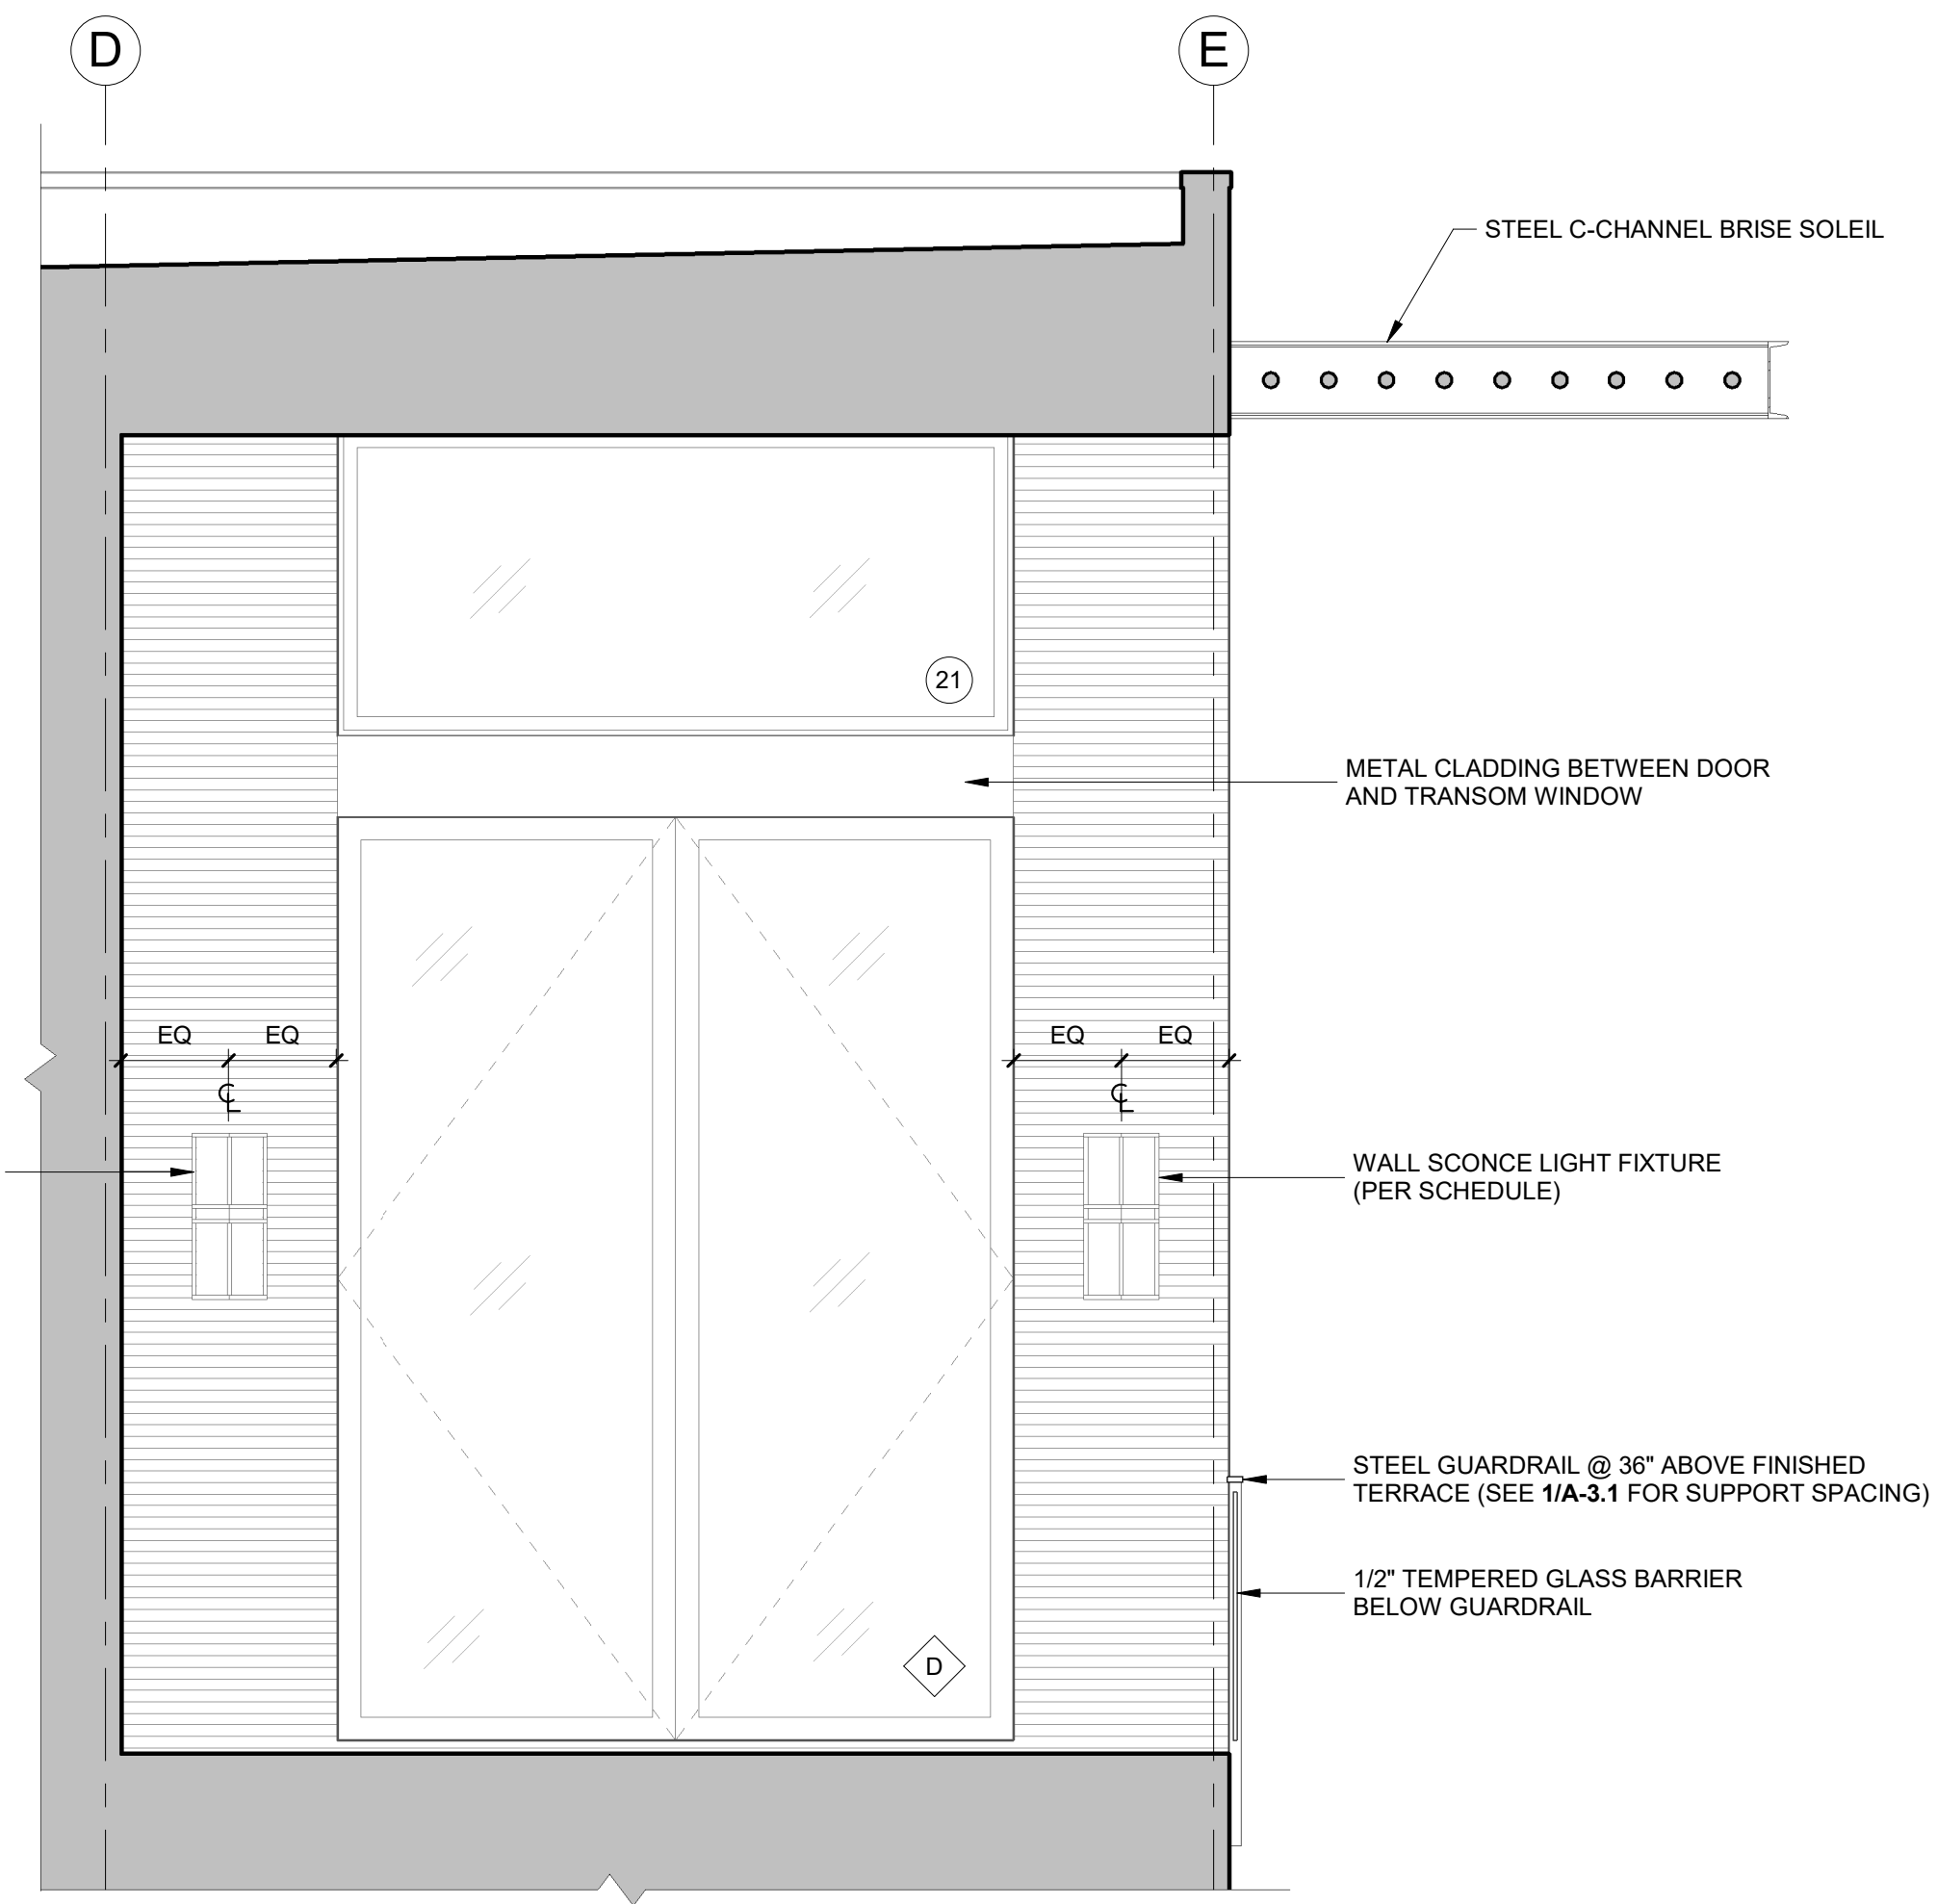 D
E
STEEL C-CHANNEL BRISE SOLEIL
21
METAL CLADDING BETWEEN DOOR
AND TRANSOM WINDOW
EQ EQ EQ EQ
℄ ℄
WALL SCONCE LIGHT FIXTURE
(PER SCHEDULE)
STEEL GUARDRAIL @ 36" ABOVE FINISHED
TERRACE (SEE 1/A-3.1 FOR SUPPORT SPACING)
1/2" TEMPERED GLASS BARRIER
BELOW GUARDRAIL
D